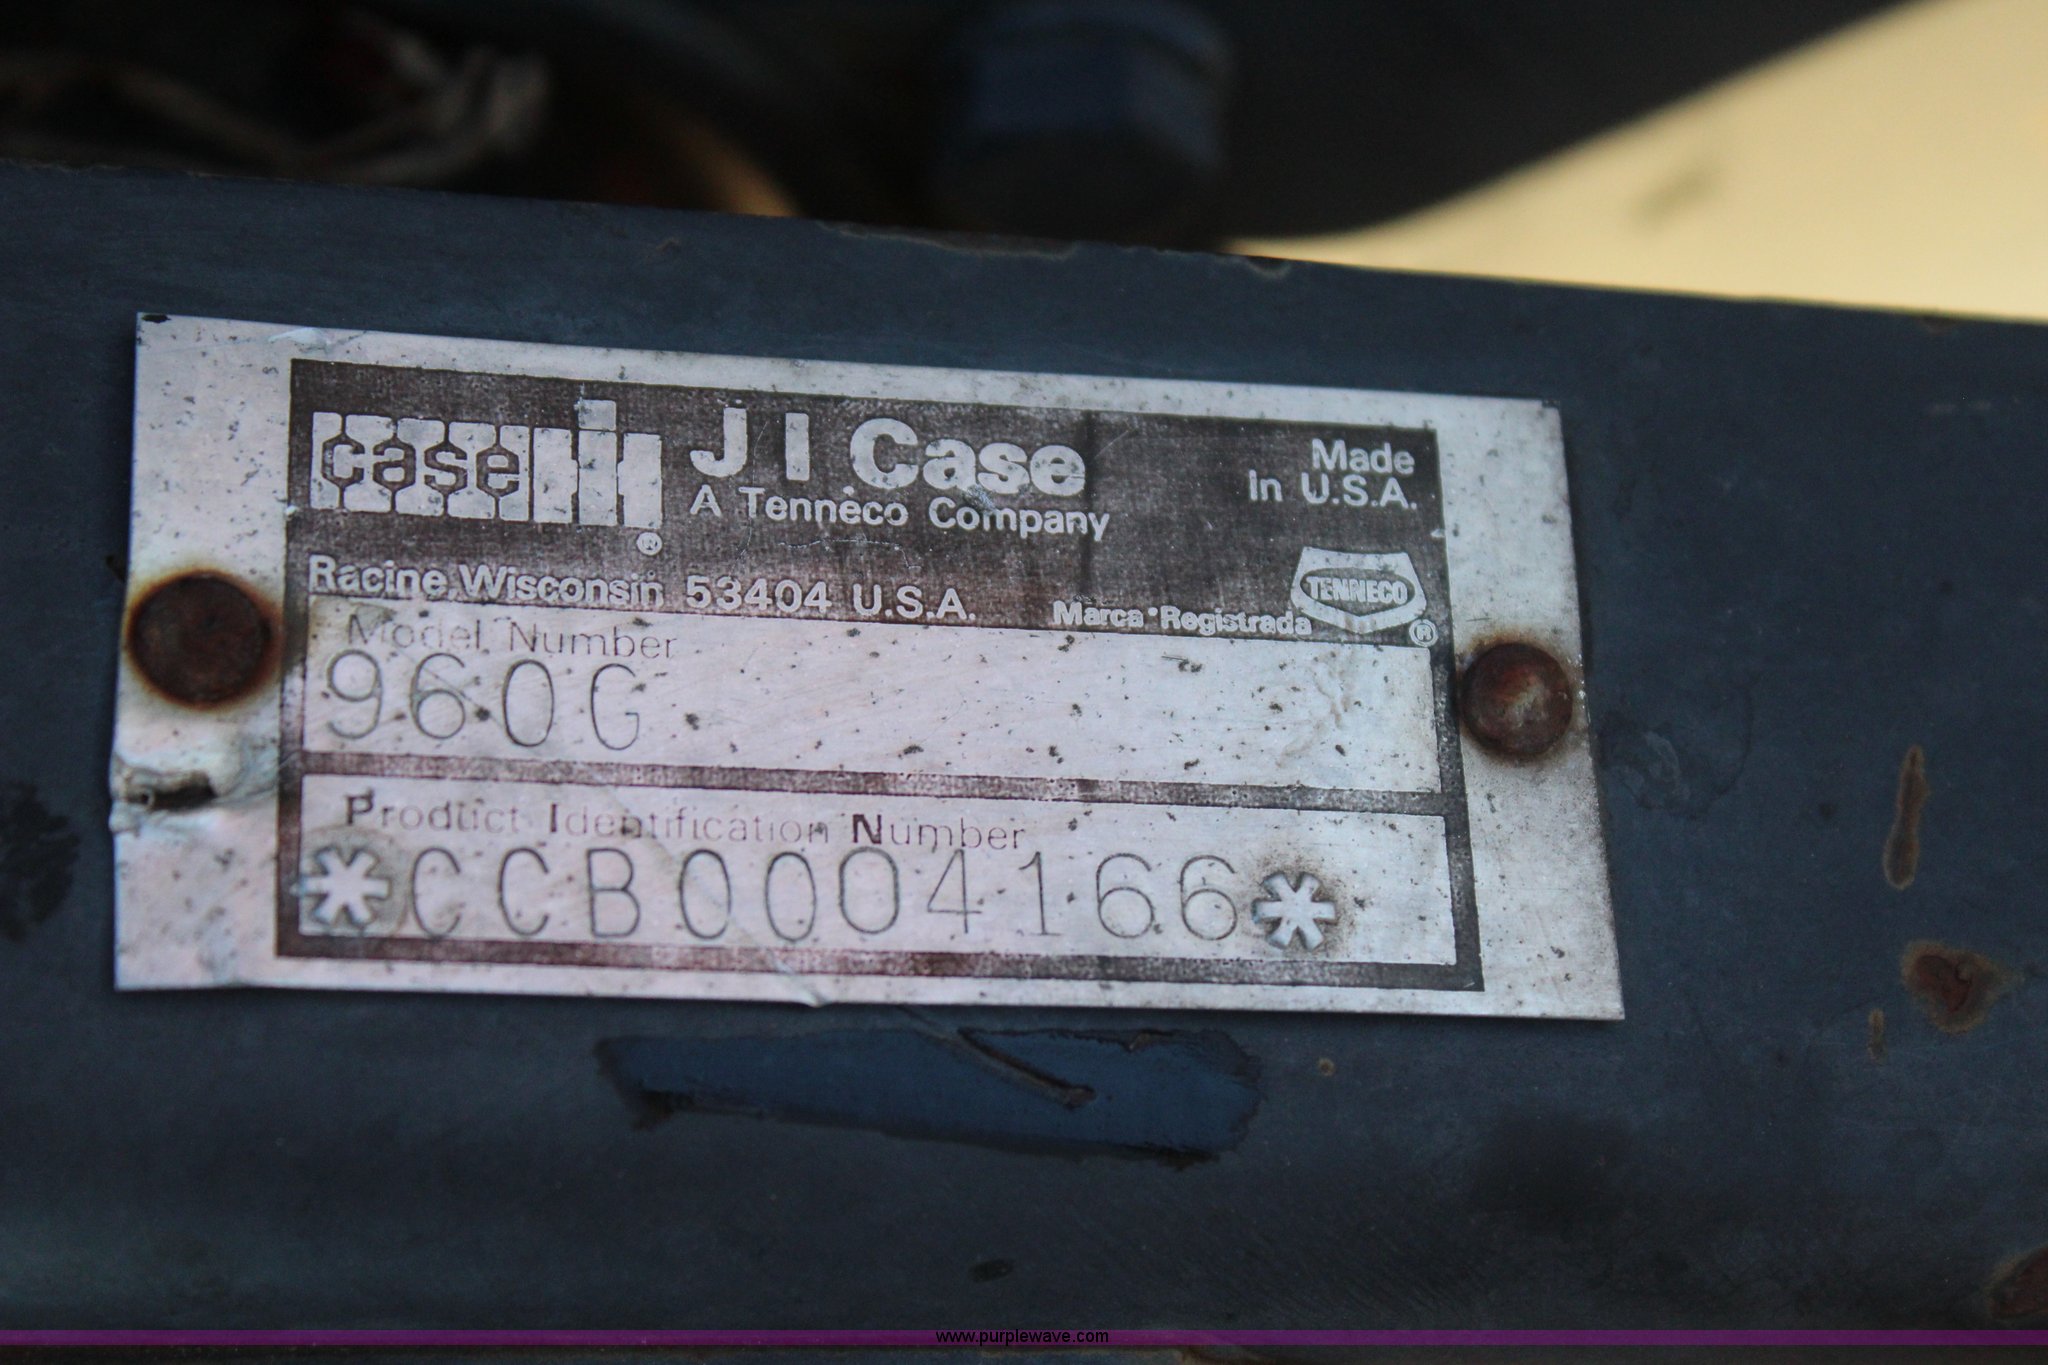 case IH ®
J I Case
A Tenneco Company
Made
in U.S.A.
Racine, Wisconsin 53404 U.S.A.
Marca Registrada
TENNECO ®
Model Number
960G
Product Identification Number
*CCB0004166*
www.purplewave.com